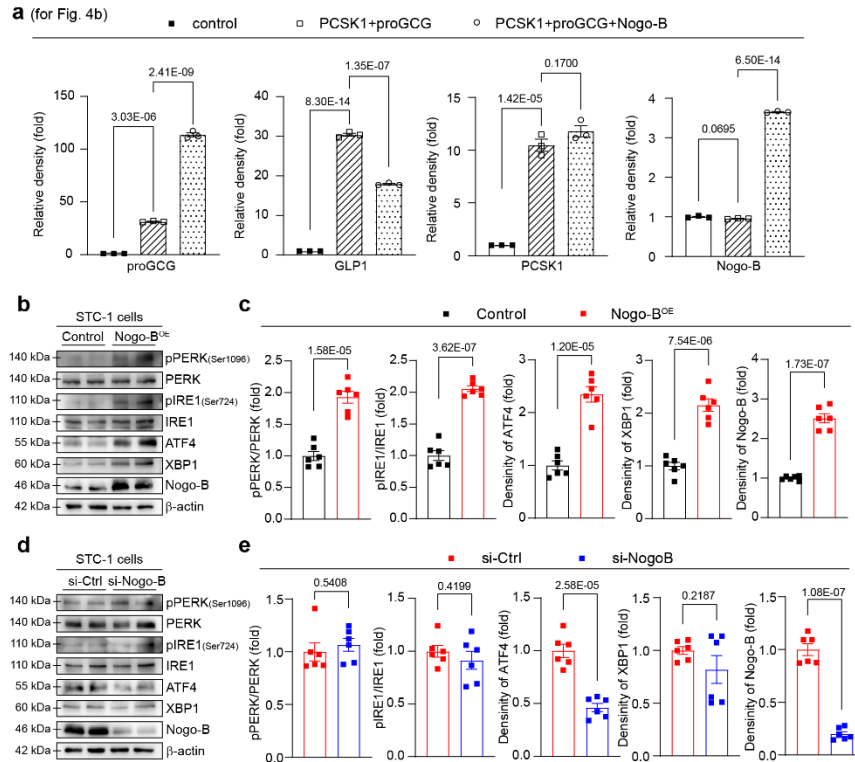 a (for Fig. 4b)
control PCSK1+proGCG PCSK1+proGCG+Nogo-B
Relative density (fold)
150
100
50
0
3.03E-06
2.41E-09
proGCG
Relative density (fold)
40
30
20
10
0
8.30E-14
1.35E-07
GLP1
Relative density (fold)
15
10
5
0
1.42E-05
0.1700
PCSK1
Relative density (fold)
6
4
2
1
0
0.0695
6.50E-14
Nogo-B
b
STC-1 cells
Control Nogo-B^OE
140 kDa pPERK(Ser1096)
140 kDa PERK
110 kDa pIRE1(Ser724)
110 kDa IRE1
55 kDa ATF4
60 kDa XBP1
46 kDa Nogo-B
42 kDa β-actin
c
Control Nogo-B^OE
pPERK/PERK (fold)
2.5
2.0
1.5
1.0
0.5
0.0
1.58E-05
pIRE1/IRE1 (fold)
2.5
2.0
1.5
1.0
0.5
0.0
3.62E-07
Densinity of ATF4 (fold)
3
2
1
0
1.20E-05
Densinity of XBP1 (fold)
3
2
1
0
7.54E-06
Densinity of Nogo-B (fold)
4
3
2
1
0
1.73E-07
d
STC-1 cells
si-Ctrl si-Nogo-B
140 kDa pPERK(Ser1096)
140 kDa PERK
110 kDa pIRE1(Ser724)
110 kDa IRE1
55 kDa ATF4
60 kDa XBP1
46 kDa Nogo-B
42 kDa β-actin
e
si-Ctrl si-NogoB
pPERK/PERK (fold)
1.5
1.0
0.5
0.0
0.5408
pIRE1/IRE1 (fold)
1.5
1.0
0.5
0.0
0.4199
Densinity of ATF4 (fold)
1.5
1.0
0.5
0.0
2.58E-05
Densinity of XBP1 (fold)
1.5
1.0
0.5
0.0
0.2187
Densinity of Nogo-B (fold)
1.5
1.0
0.5
0.0
1.08E-07